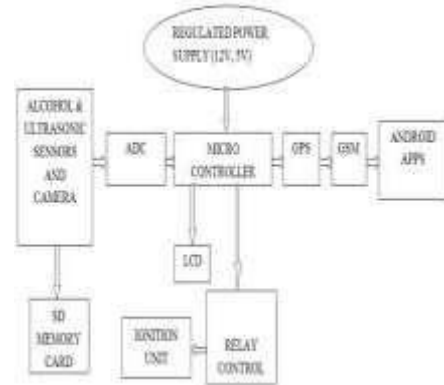 REGULATED POWER
SUPPLY (12V, 5V)
ALCOHOL &
ULTRASONIC
SENSORS
AND
CAMERA
ADC
MICRO
CONTROLLER
GPS
GSM
ANDROID
APPS
LCD
SD
MEMORY
CARD
IGNITION
UNIT
RELAY
CONTROL